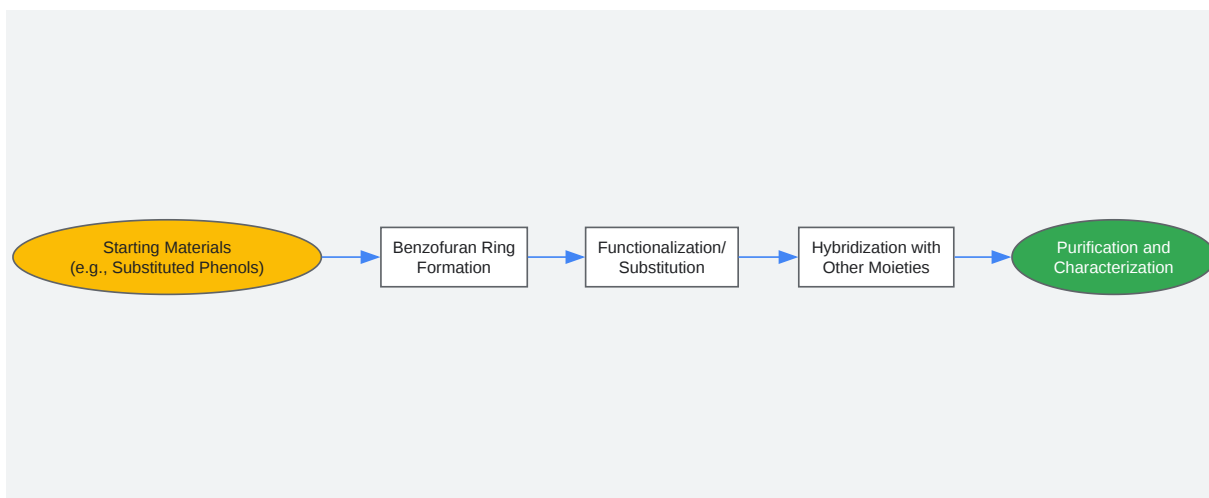 Starting Materials
(e.g., Substituted Phenols)
Benzofuran Ring
Formation
Functionalization/
Substitution
Hybridization with
Other Moieties
Purification and
Characterization